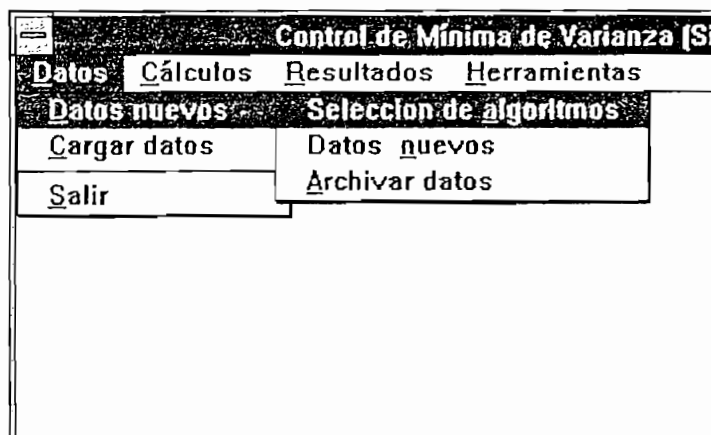 Control de Mínima de Varianza (Si
Datos Cálculos Resultados Herramientas
Datos nuevos Seleccion de algoritmos
Cargar datos Datos nuevos
Salir Archivar datos